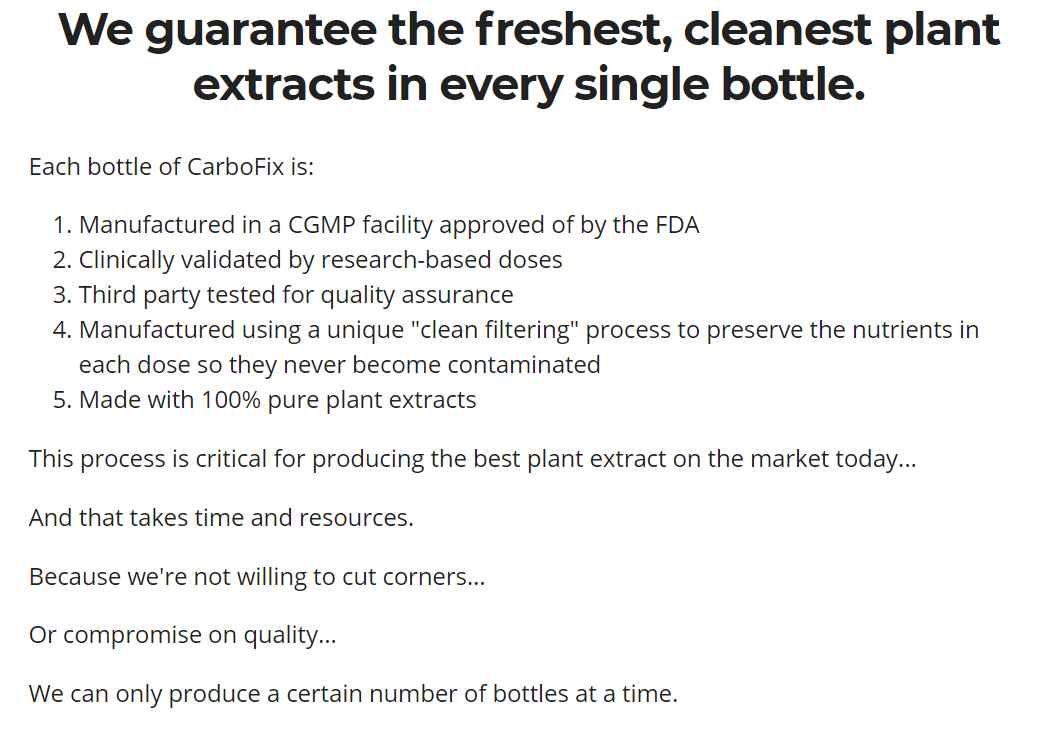 We guarantee the freshest, cleanest plant
extracts in every single bottle.
Each bottle of CarboFix is:
1. Manufactured in a CGMP facility approved of by the FDA
2. Clinically validated by research-based doses
3. Third party tested for quality assurance
4. Manufactured using a unique "clean filtering" process to preserve the nutrients in
each dose so they never become contaminated
5. Made with 100% pure plant extracts
This process is critical for producing the best plant extract on the market today...
And that takes time and resources.
Because we're not willing to cut corners...
Or compromise on quality...
We can only produce a certain number of bottles at a time.